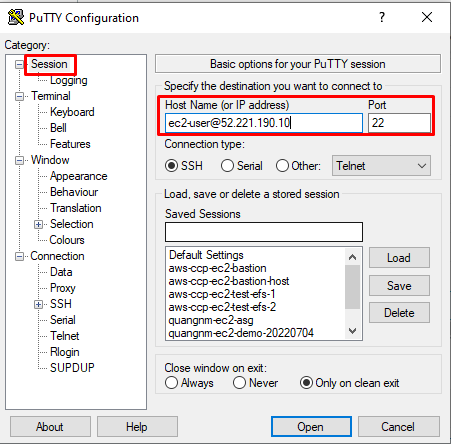 PuTTY Configuration
Category:
Session
Logging
Terminal
Keyboard
Bell
Features
Window
Appearance
Behaviour
Translation
Selection
Colours
Connection
Data
Proxy
SSH
Serial
Telnet
Rlogin
SUPDUP
Basic options for your PuTTY session
Specify the destination you want to connect to
Host Name (or IP address) Port
ec2-user@52.221.190.10 22
Connection type:
SSH Serial Other: Telnet
Load, save or delete a stored session
Saved Sessions
Default Settings
aws-ccp-ec2-bastion
aws-ccp-ec2-bastion-host
aws-ccp-ec2-test-efs-1
aws-ccp-ec2-test-efs-2
quangnm-ec2-asg
quangnm-ec2-demo-20220704
Load
Save
Delete
Close window on exit:
Always Never Only on clean exit
About Help Open Cancel